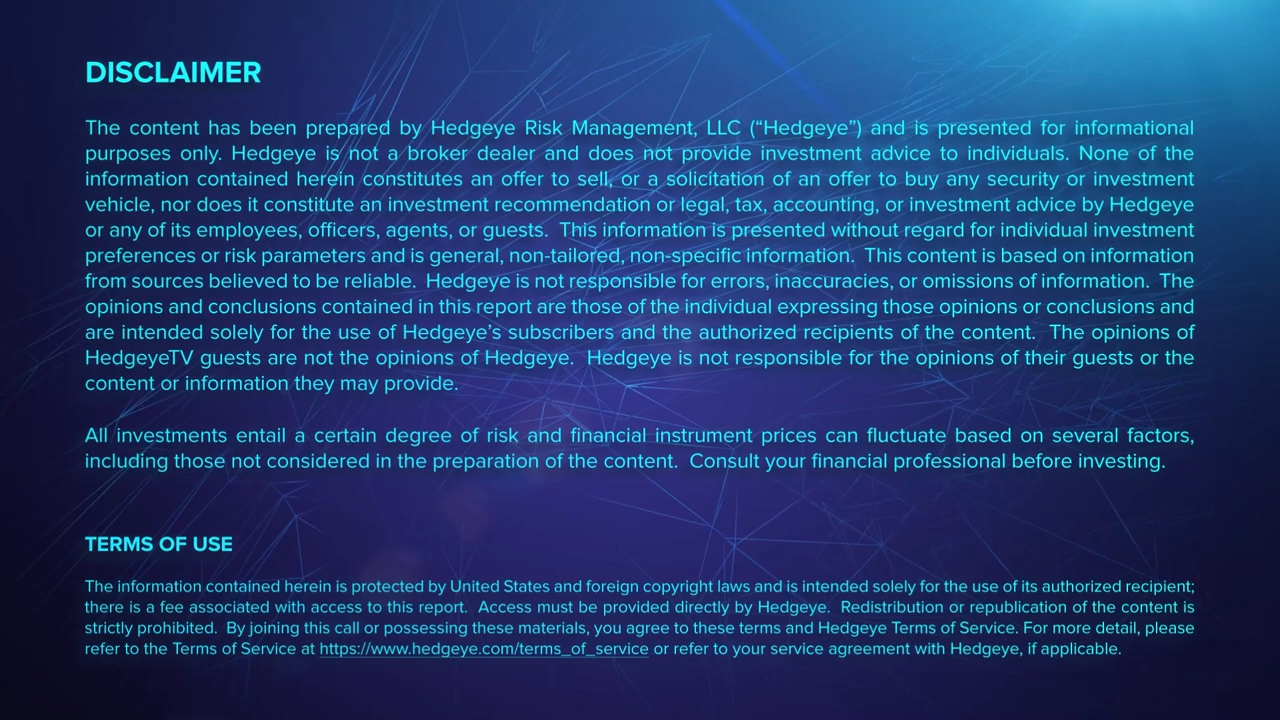 DISCLAIMER
The content has been prepared by Hedgeye Risk Management, LLC (“Hedgeye”) and is presented for informational
purposes only. Hedgeye is not a broker dealer and does not provide investment advice to individuals. None of the
information contained herein constitutes an offer to sell, or a solicitation of an offer to buy any security or investment
vehicle, nor does it constitute an investment recommendation or legal, tax, accounting, or investment advice by Hedgeye
or any of its employees, officers, agents, or guests.  This information is presented without regard for individual investment
preferences or risk parameters and is general, non-tailored, non-specific information.  This content is based on information
from sources believed to be reliable.  Hedgeye is not responsible for errors, inaccuracies, or omissions of information.  The
opinions and conclusions contained in this report are those of the individual expressing those opinions or conclusions and
are intended solely for the use of Hedgeye’s subscribers and the authorized recipients of the content.  The opinions of
HedgeyeTV guests are not the opinions of Hedgeye.  Hedgeye is not responsible for the opinions of their guests or the
content or information they may provide.
All investments entail a certain degree of risk and financial instrument prices can fluctuate based on several factors,
including those not considered in the preparation of the content.  Consult your financial professional before investing.
TERMS OF USE
The information contained herein is protected by United States and foreign copyright laws and is intended solely for the use of its authorized recipient;
there is a fee associated with access to this report.  Access must be provided directly by Hedgeye.  Redistribution or republication of the content is
strictly prohibited.  By joining this call or possessing these materials, you agree to these terms and Hedgeye Terms of Service. For more detail, please
refer to the Terms of Service at https://www.hedgeye.com/terms_of_service or refer to your service agreement with Hedgeye, if applicable.